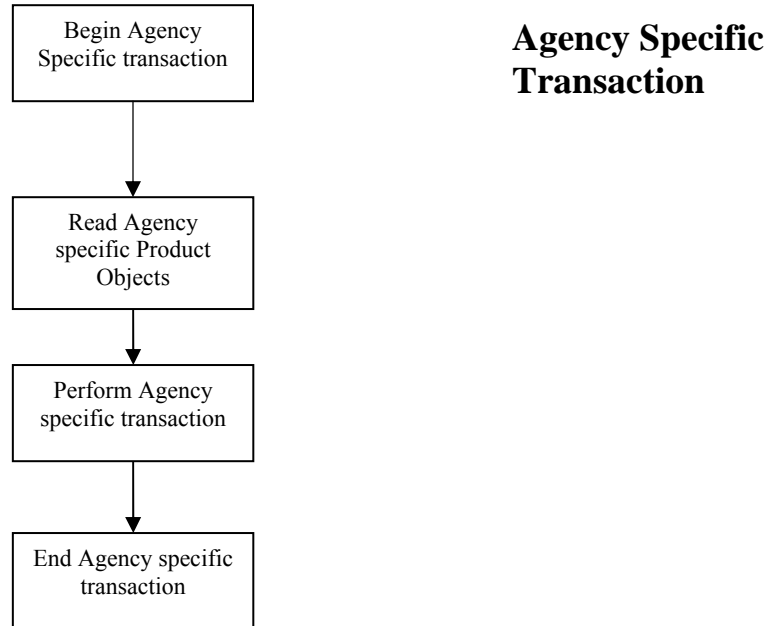 Agency Specific
Transaction
Begin Agency
Specific transaction
Read Agency
specific Product
Objects
Perform Agency
specific transaction
End Agency specific
transaction